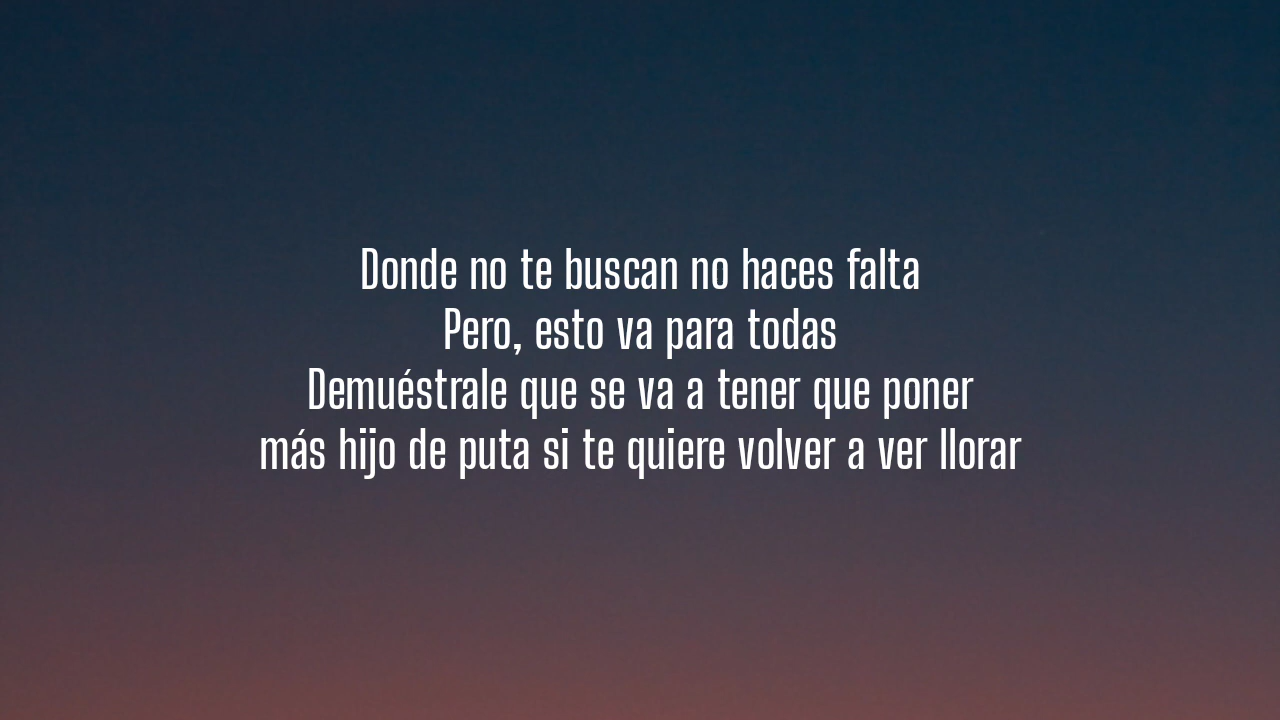 Donde no te buscan no haces falta
Pero, esto va para todas
Demuéstrale que se va a tener que poner
más hijo de puta si te quiere volver a ver llorar